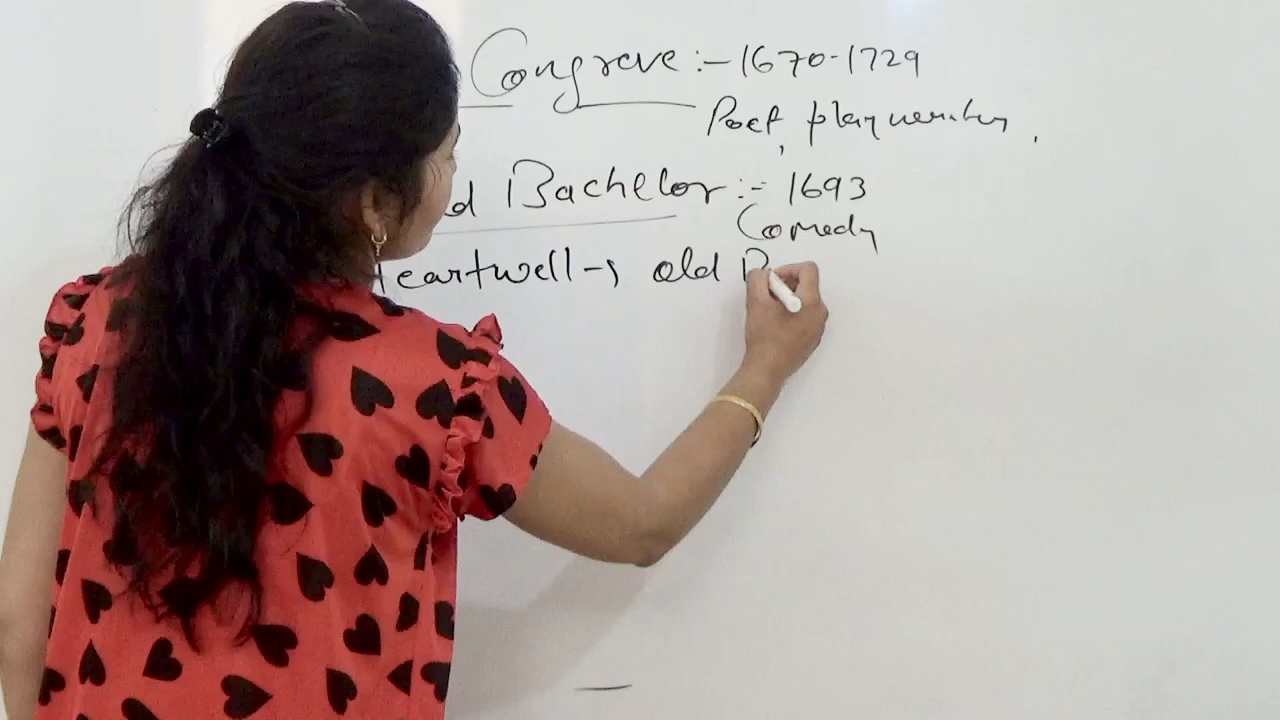 Congreve :- 1670-1729
Poet, playwriter,
d Bachelor :- 1693
Comedy
Heartwell → old B